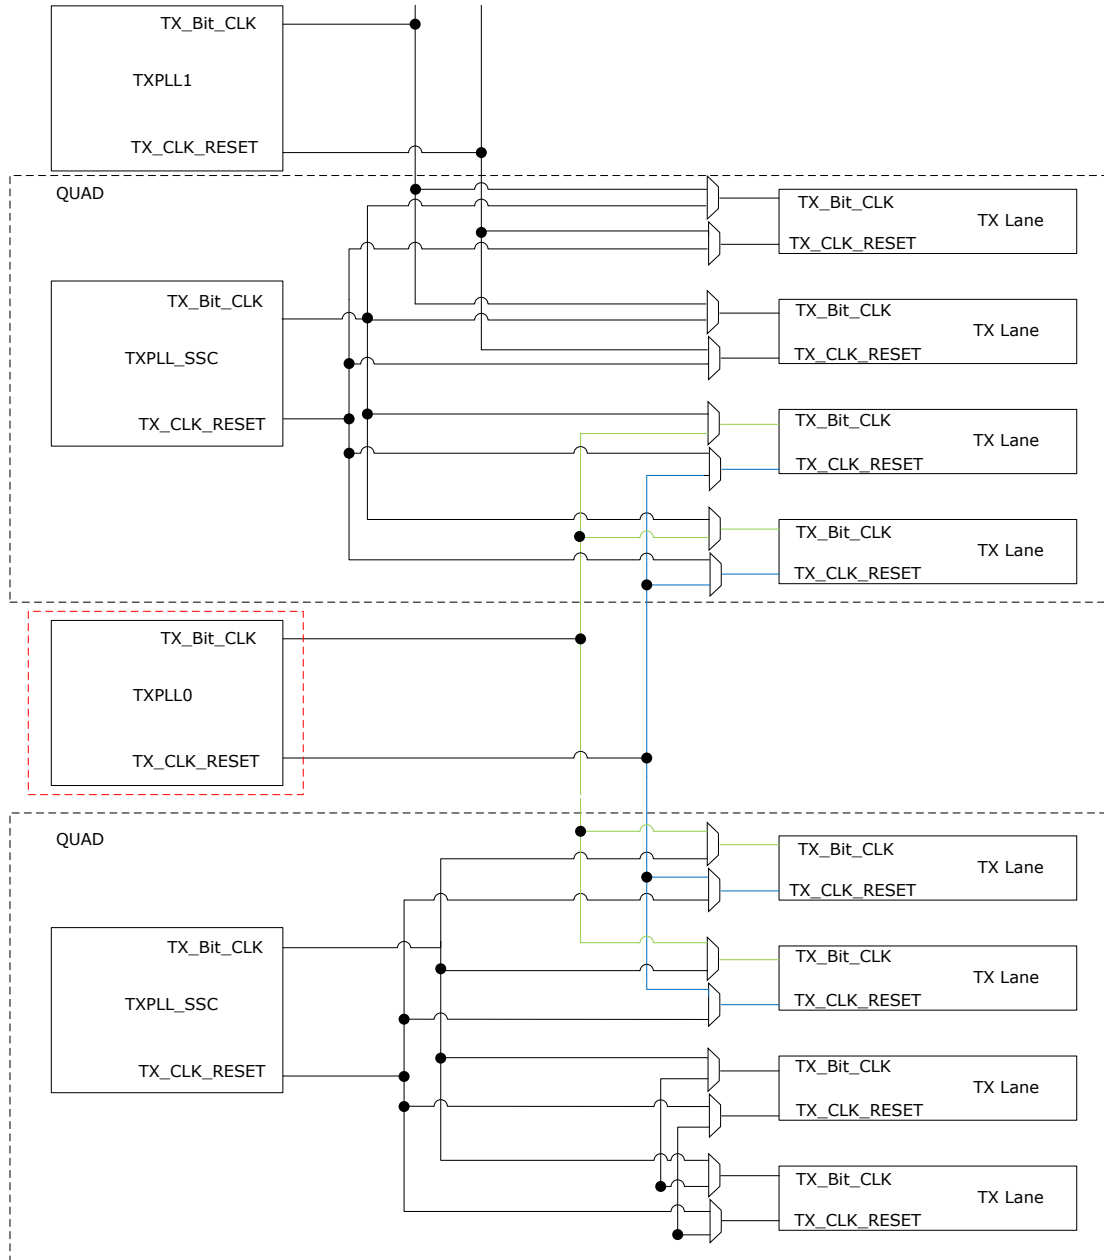 TX_Bit_CLK
TXPLL1
TX_CLK_RESET
QUAD
TX_Bit_CLK
TX Lane
TX_CLK_RESET
TX_Bit_CLK
TXPLL_SSC
TX_CLK_RESET
TX_Bit_CLK
TX Lane
TX_CLK_RESET
TX_Bit_CLK
TX Lane
TX_CLK_RESET
TX_Bit_CLK
TX Lane
TX_CLK_RESET
TX_Bit_CLK
TXPLL0
TX_CLK_RESET
QUAD
TX_Bit_CLK
TX Lane
TX_CLK_RESET
TX_Bit_CLK
TXPLL_SSC
TX_CLK_RESET
TX_Bit_CLK
TX Lane
TX_CLK_RESET
TX_Bit_CLK
TX Lane
TX_CLK_RESET
TX_Bit_CLK
TX Lane
TX_CLK_RESET